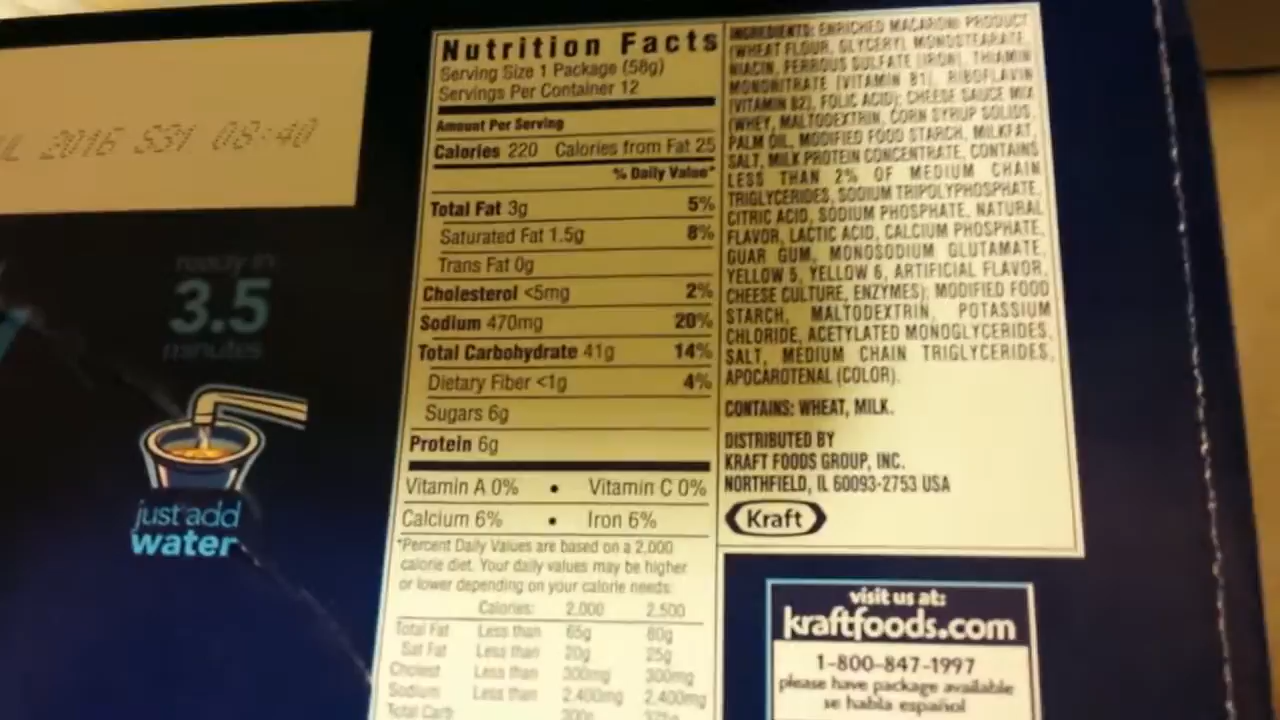 2016 S31 08:40
ready in
3.5
minutes
just add
water
Nutrition Facts
Serving Size 1 Package (58g)
Servings Per Container 12
Amount Per Serving
Calories 220 Calories from Fat 25
% Daily Value*
Total Fat 3g 5%
Saturated Fat 1.5g 8%
Trans Fat 0g
Cholesterol <5mg 2%
Sodium 470mg 20%
Total Carbohydrate 41g 14%
Dietary Fiber <1g 4%
Sugars 6g
Protein 6g
Vitamin A 0% • Vitamin C 0%
Calcium 6% • Iron 6%
*Percent Daily Values are based on a 2,000
calorie diet. Your daily values may be higher
or lower depending on your calorie needs:
Calories: 2,000 2,500
Total Fat Less than 65g 80g
Sat Fat Less than 20g 25g
Cholest Less than 300mg 300mg
Sodium Less than 2,400mg 2,400mg
Total Carb 300g 375g
INGREDIENTS: ENRICHED MACARONI PRODUCT
(WHEAT FLOUR, GLYCERYL MONOSTEARATE,
NIACIN, FERROUS SULFATE [IRON], THIAMIN
MONONITRATE [VITAMIN B1], RIBOFLAVIN
[VITAMIN B2], FOLIC ACID); CHEESE SAUCE MIX
(WHEY, MALTODEXTRIN, CORN SYRUP SOLIDS,
PALM OIL, MODIFIED FOOD STARCH, MILKFAT,
SALT, MILK PROTEIN CONCENTRATE, CONTAINS
LESS THAN 2% OF MEDIUM CHAIN
TRIGLYCERIDES, SODIUM TRIPOLYPHOSPHATE,
CITRIC ACID, SODIUM PHOSPHATE, NATURAL
FLAVOR, LACTIC ACID, CALCIUM PHOSPHATE,
GUAR GUM, MONOSODIUM GLUTAMATE,
YELLOW 5, YELLOW 6, ARTIFICIAL FLAVOR,
CHEESE CULTURE, ENZYMES); MODIFIED FOOD
STARCH, MALTODEXTRIN, POTASSIUM
CHLORIDE, ACETYLATED MONOGLYCERIDES,
SALT, MEDIUM CHAIN TRIGLYCERIDES,
APOCAROTENAL (COLOR).
CONTAINS: WHEAT, MILK.
DISTRIBUTED BY
KRAFT FOODS GROUP, INC.
NORTHFIELD, IL 60093-2753 USA
Kraft
visit us at:
kraftfoods.com
1-800-847-1997
please have package available
se habla español